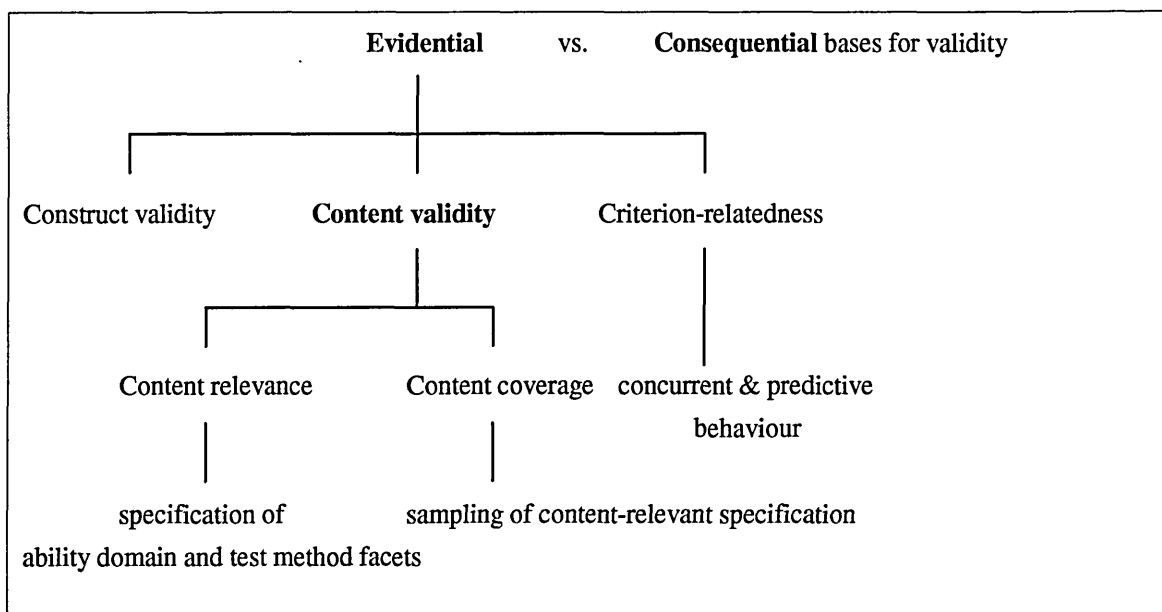 Evidential vs. Consequential bases for validity
Construct validity Content validity Criterion-relatedness
Content relevance Content coverage concurrent & predictive
behaviour
specification of sampling of content-relevant specification
ability domain and test method facets